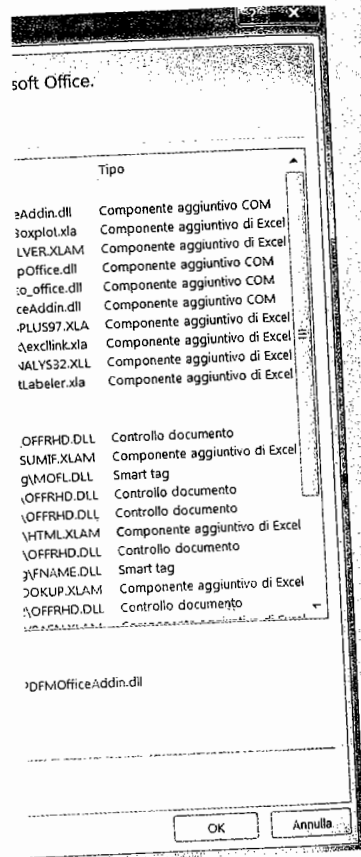 soft Office.
Tipo
eAddin.dll Componente aggiuntivo COM
Boxplot.xla Componente aggiuntivo di Excel
LVER.XLAM Componente aggiuntivo di Excel
pOffice.dll Componente aggiuntivo COM
to_office.dll Componente aggiuntivo COM
ceAddin.dll Componente aggiuntivo COM
-PLUS97.XLA Componente aggiuntivo di Excel
\excllink.xla Componente aggiuntivo di Excel
NALYS32.XLL Componente aggiuntivo di Excel
tLabeler.xla Componente aggiuntivo di Excel
OFFRHD.DLL Controllo documento
SUMIF.XLAM Componente aggiuntivo di Excel
g\MOFL.DLL Smart tag
\OFFRHD.DLL Controllo documento
\OFFRHD.DLL Controllo documento
\HTML.XLAM Componente aggiuntivo di Excel
\OFFRHD.DLL Controllo documento
g\FNAME.DLL Smart tag
OOKUP.XLAM Componente aggiuntivo di Excel
\OFFRHD.DLL Controllo documento
PDFMOfficeAddin.dll
OK Annulla